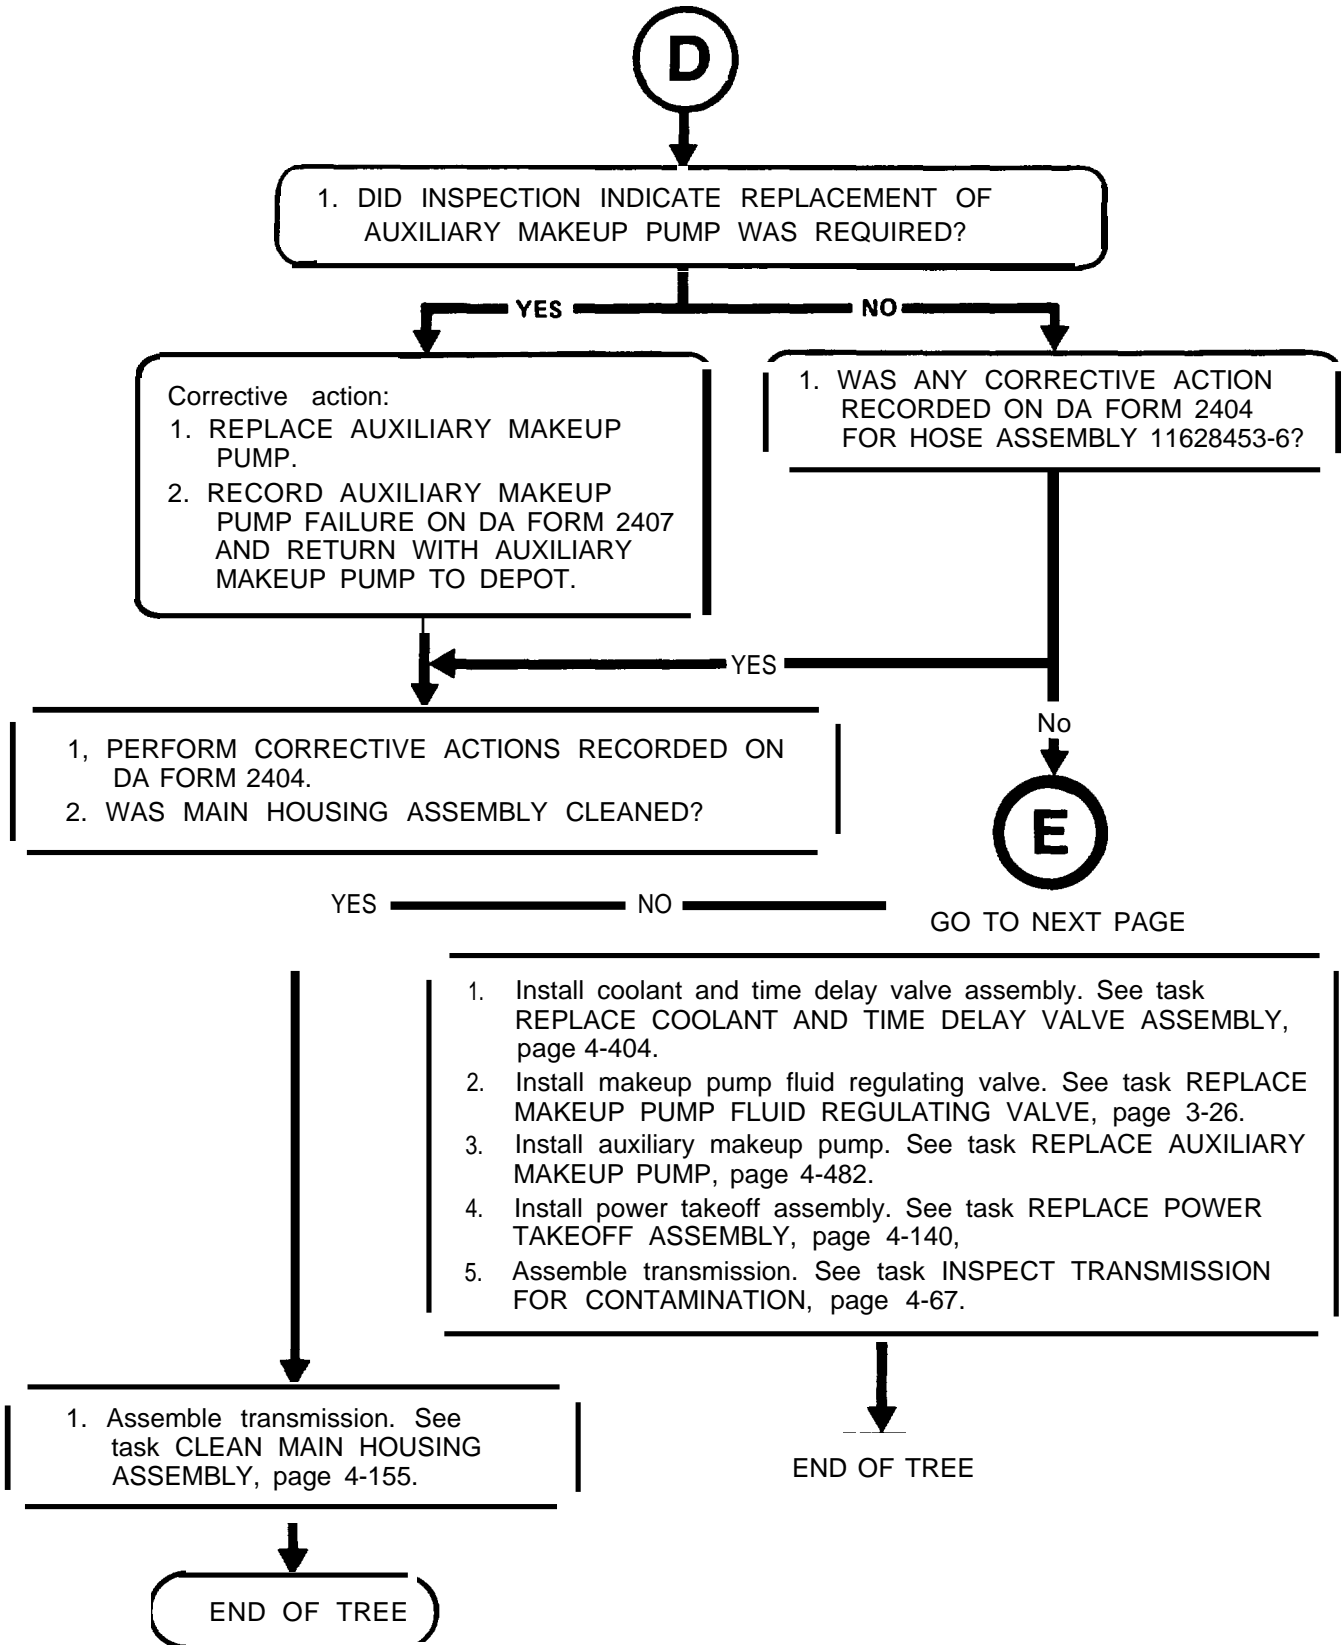 D
1. DID INSPECTION INDICATE REPLACEMENT OF
AUXILIARY MAKEUP PUMP WAS REQUIRED?
YES
NO
Corrective action:
1. REPLACE AUXILIARY MAKEUP
PUMP.
2. RECORD AUXILIARY MAKEUP
PUMP FAILURE ON DA FORM 2407
AND RETURN WITH AUXILIARY
MAKEUP PUMP TO DEPOT.
1. WAS ANY CORRECTIVE ACTION
RECORDED ON DA FORM 2404
FOR HOSE ASSEMBLY 11628453-6?
YES
No
1, PERFORM CORRECTIVE ACTIONS RECORDED ON
DA FORM 2404.
2. WAS MAIN HOUSING ASSEMBLY CLEANED?
E
YES
NO
GO TO NEXT PAGE
1. Install coolant and time delay valve assembly. See task
REPLACE COOLANT AND TIME DELAY VALVE ASSEMBLY,
page 4-404.
2. Install makeup pump fluid regulating valve. See task REPLACE
MAKEUP PUMP FLUID REGULATING VALVE, page 3-26.
3. Install auxiliary makeup pump. See task REPLACE AUXILIARY
MAKEUP PUMP, page 4-482.
4. Install power takeoff assembly. See task REPLACE POWER
TAKEOFF ASSEMBLY, page 4-140,
5. Assemble transmission. See task INSPECT TRANSMISSION
FOR CONTAMINATION, page 4-67.
1. Assemble transmission. See
task CLEAN MAIN HOUSING
ASSEMBLY, page 4-155.
END OF TREE
END OF TREE